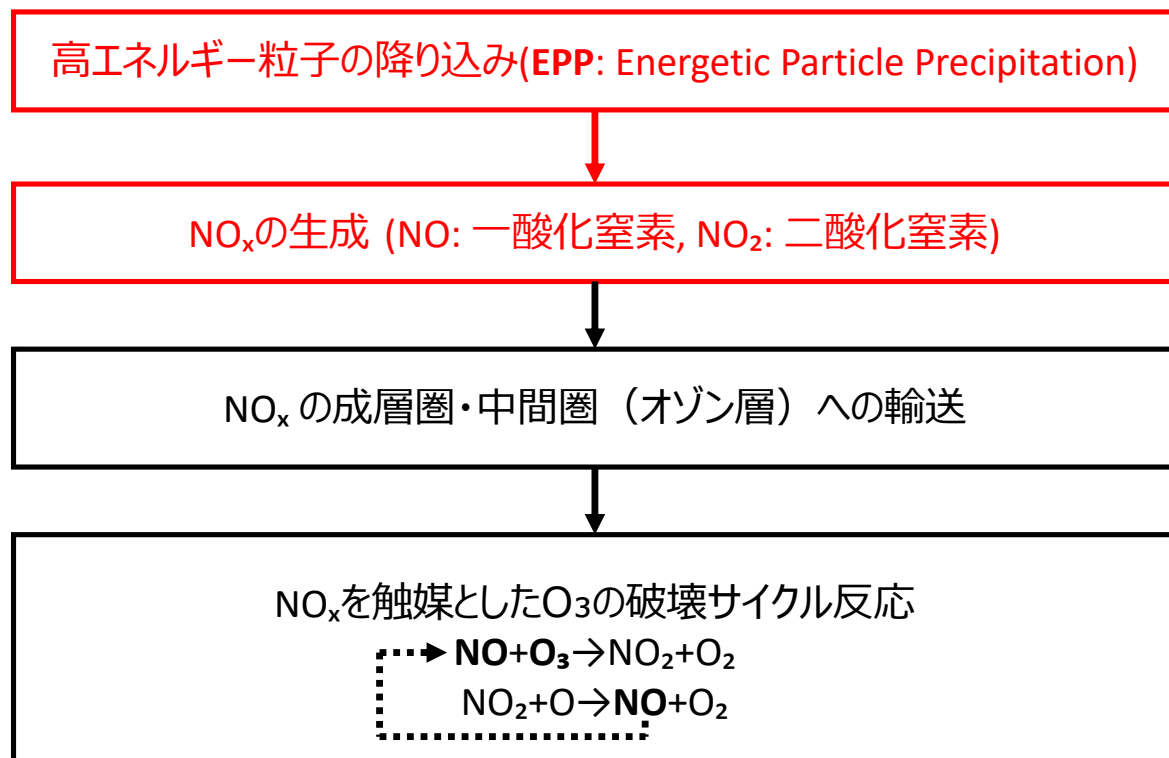 高エネルギー粒子の降り込み(EPP: Energetic Particle Precipitation)
NOₓの生成 (NO: 一酸化窒素, NO₂: 二酸化窒素)
NOₓ の成層圏・中間圏（オゾン層）への輸送
NOₓを触媒としたO₃の破壊サイクル反応
NO+O₃→NO₂+O₂
NO₂+O→NO+O₂